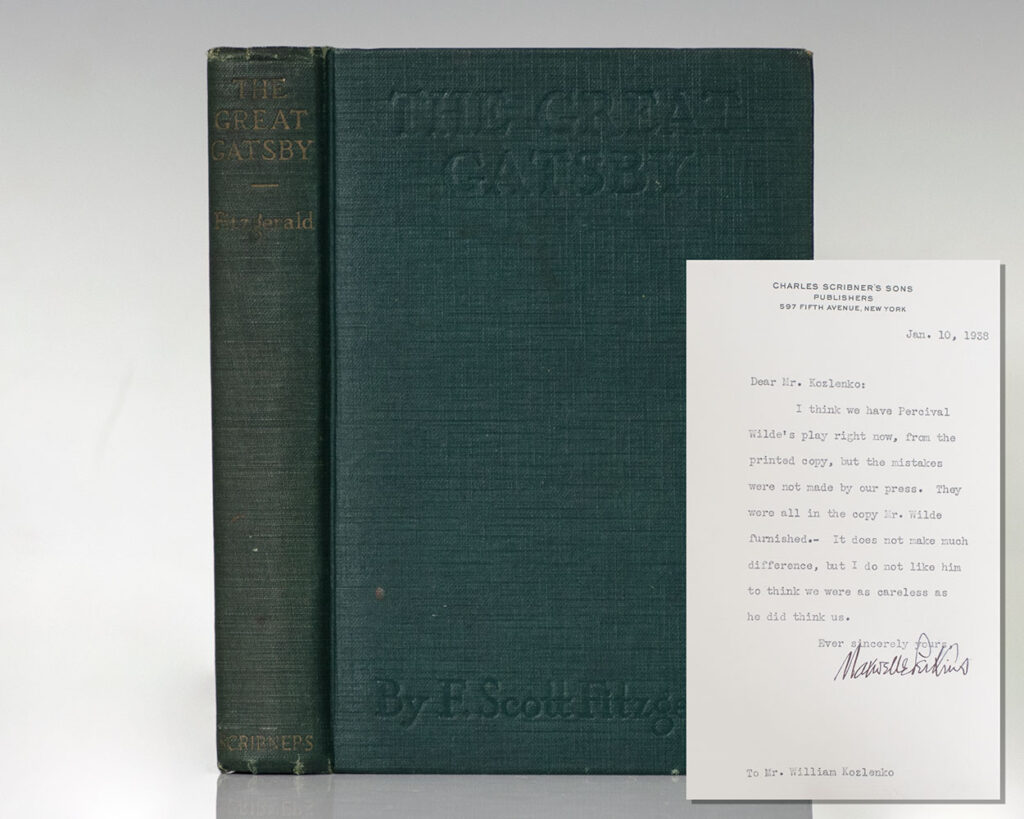 THE
GREAT
GATSBY
Fitzgerald
SCRIBNERS
THE GREAT
GATSBY
By F. Scott Fitzge
CHARLES SCRIBNER'S SONS
PUBLISHERS
597 FIFTH AVENUE, NEW YORK
Jan. 10, 1938
Dear Mr. Kozlenko:
I think we have Percival
Wilde's play right now, from the
printed copy, but the mistakes
were not made by our press. They
were all in the copy Mr. Wilde
furnished.- It does not make much
difference, but I do not like him
to think we were as careless as
he did think us.
Ever sincerely yours,
Maxwell E Perkins
To Mr. William Kozlenko